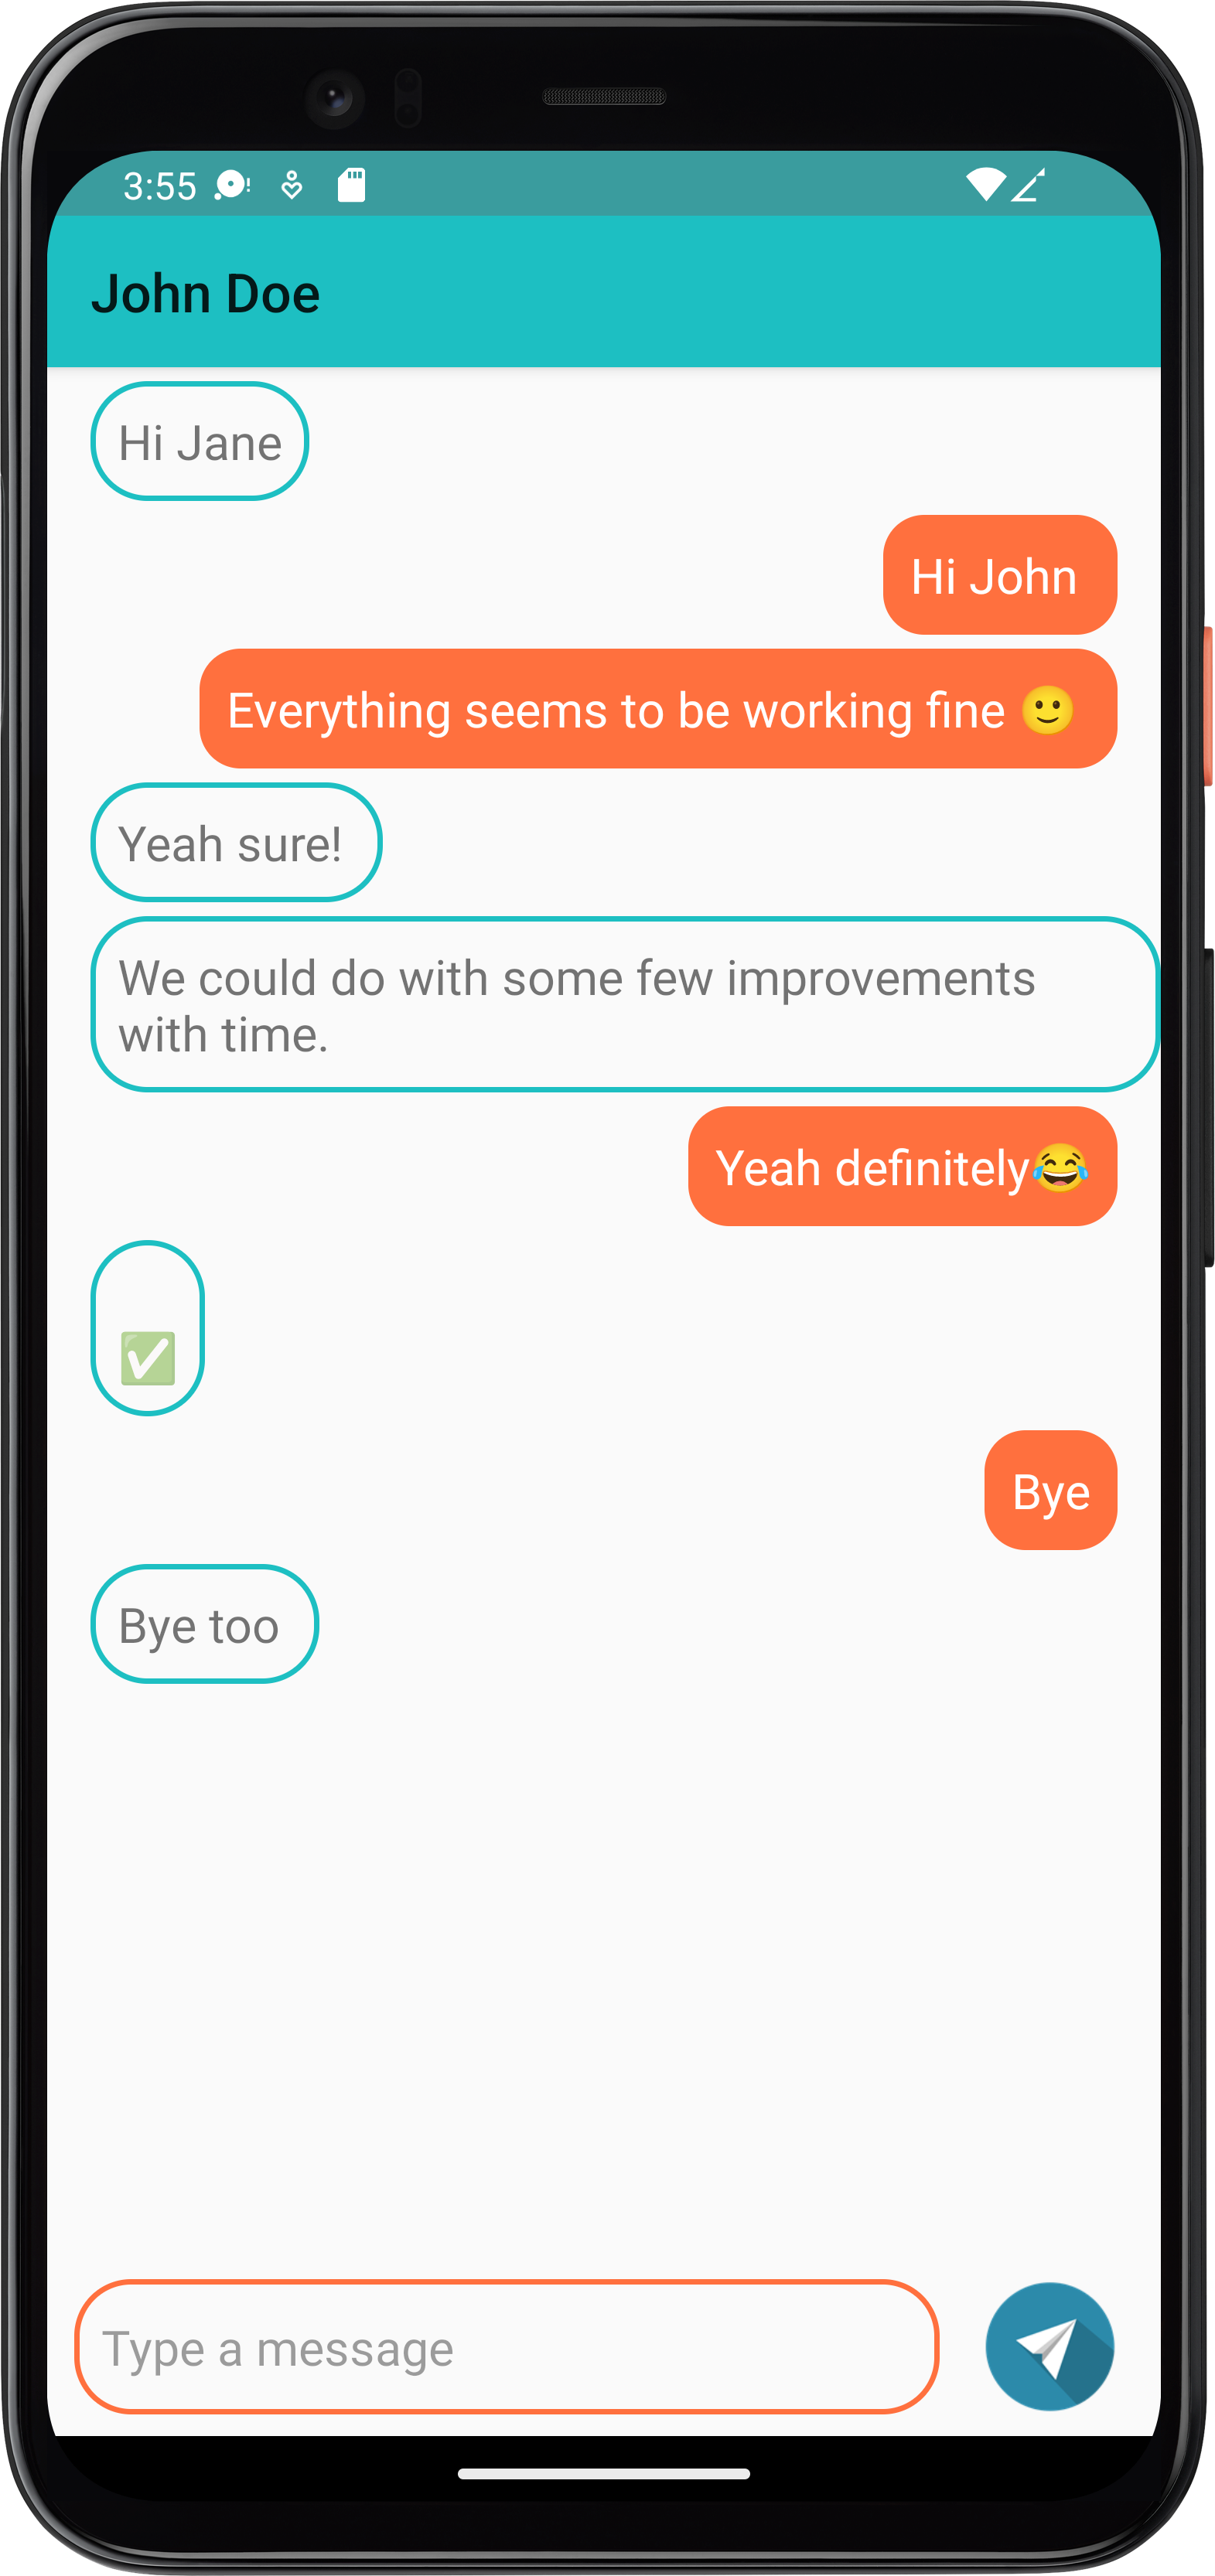 3:55
John Doe
Hi Jane
Hi John
Everything seems to be working fine 🙂
Yeah sure!
We could do with some few improvements
with time.
Yeah definitely😂
✅
Bye
Bye too
Type a message